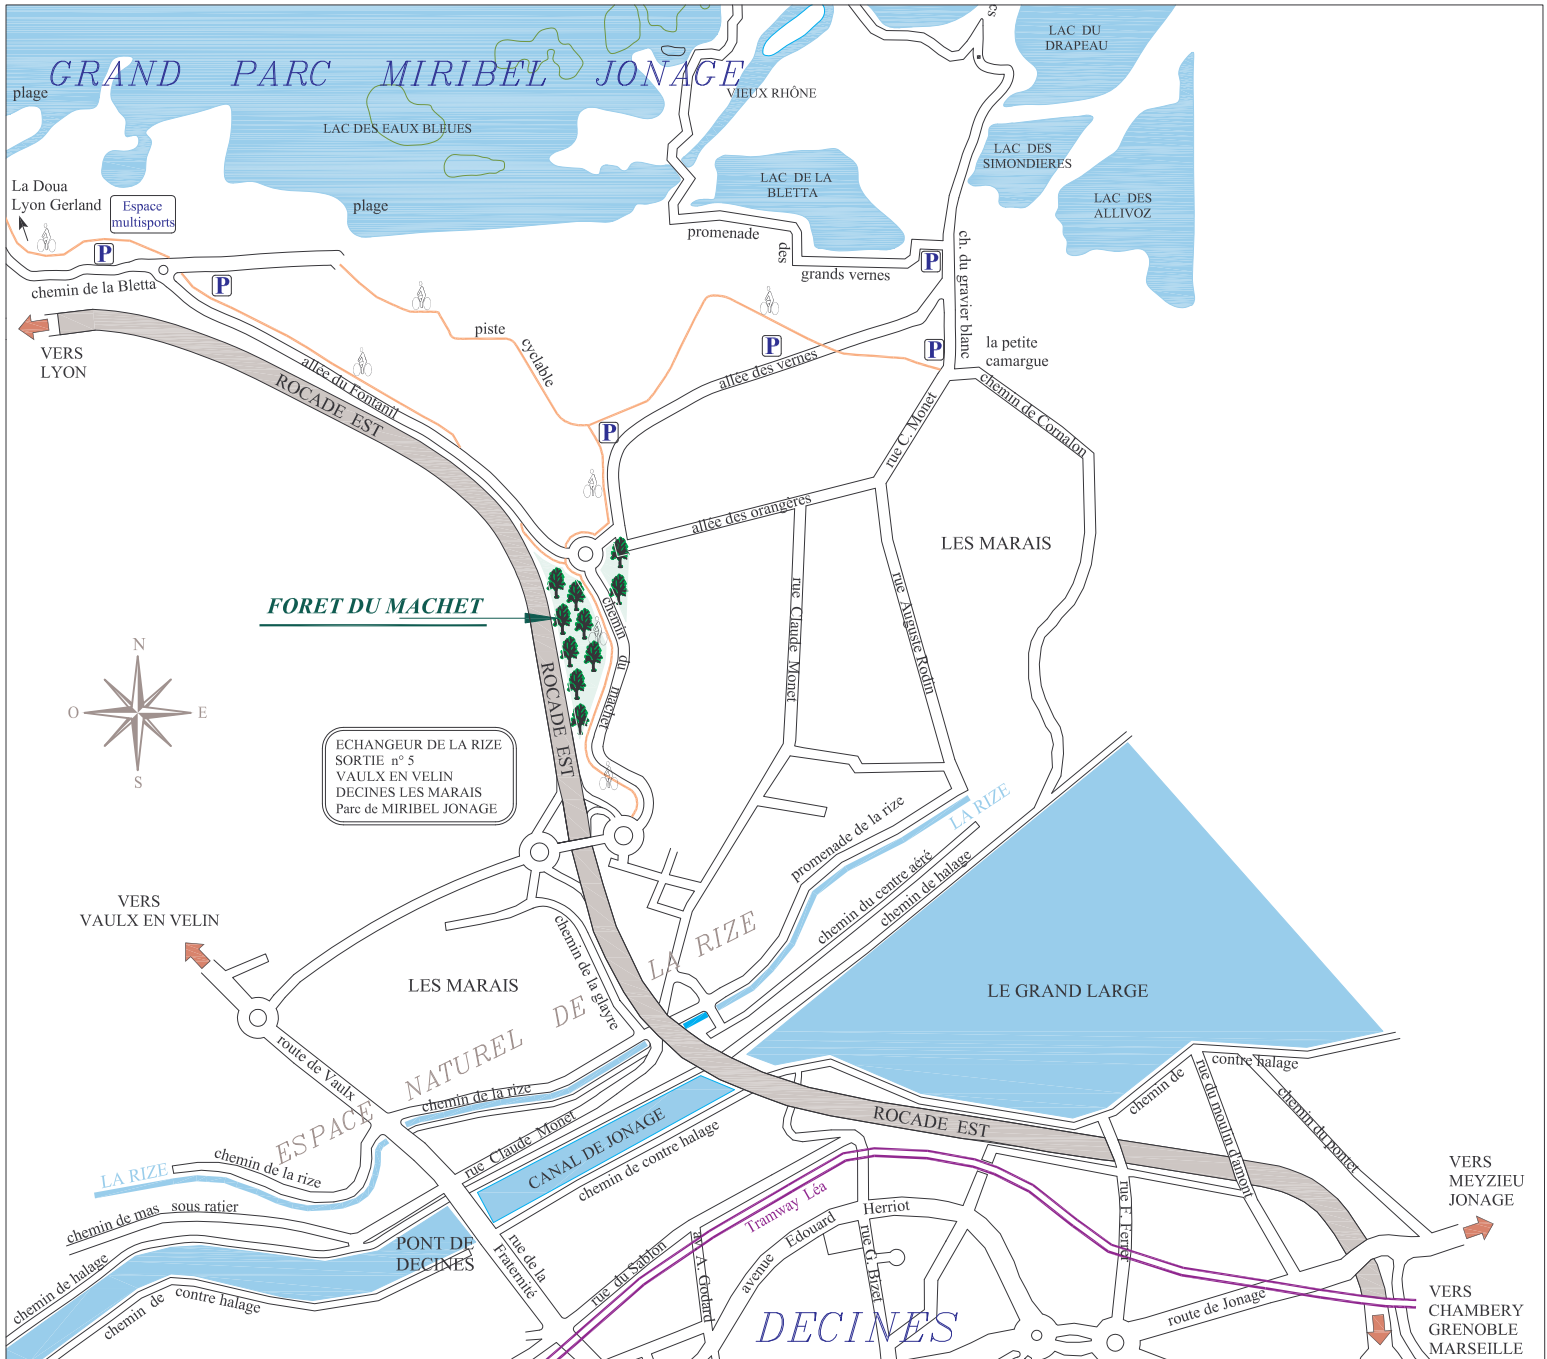 cs
LAC DU
DRAPEAU
GRAND PARC MIRIBEL JONAGE
plage
VIEUX RHÔNE
LAC DES EAUX BLEUES
LAC DES
SIMONDIERES
LAC DE LA
BLETTA
LAC DES
ALLIVOZ
La Doua
Lyon Gerland
Espace
multisports
plage
promenade
des
grands vernes
P
P
P
chemin de la Bletta
ch. du gravier blanc
VERS
LYON
piste
cyclable
P
P
la petite
camargue
allée des vernes
allée du Fontanil
ROCADE EST
chemin de Cornalon
rue C. Monet
P
allée des orangères
LES MARAIS
FORET DU MACHET
chemin du machet
rue Claude Monet
rue Auguste Rodin
ROCADE EST
N
O
E
S
ECHANGEUR DE LA RIZE
SORTIE n° 5
VAULX EN VELIN
DECINES LES MARAIS
Parc de MIRIBEL JONAGE
promenade de la rize
LA RIZE
chemin du centre aéré
chemin de halage
VERS
VAULX EN VELIN
chemin de la glayre
LES MARAIS
ESPACE NATUREL DE LA RIZE
LE GRAND LARGE
route de Vaulx
chemin de la rize
rue Claude Monet
CANAL DE JONAGE
chemin de contre halage
ROCADE EST
chemin de
contre halage
rue du moulin d'amont
chemin du pontet
LA RIZE
chemin de la rize
chemin de mas sous ratier
chemin de halage
chemin de contre halage
PONT DE
DECINES
rue de la
Fraternité
rue du Sablon
av. A. Godard
Tramway Léa
avenue Edouard Herriot
rue G. Bizet
rue F. Ferrer
route de Jonage
VERS
MEYZIEU
JONAGE
DECINES
VERS
CHAMBERY
GRENOBLE
MARSEILLE